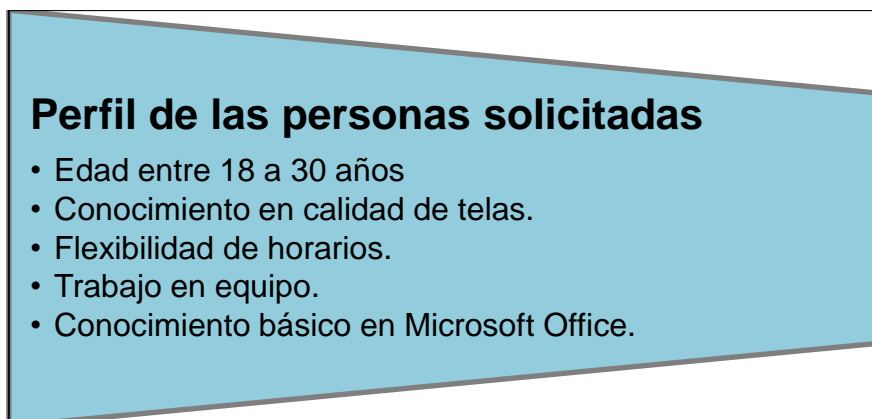 Perfil de las personas solicitadas
• Edad entre 18 a 30 años
• Conocimiento en calidad de telas.
• Flexibilidad de horarios.
• Trabajo en equipo.
• Conocimiento básico en Microsoft Office.